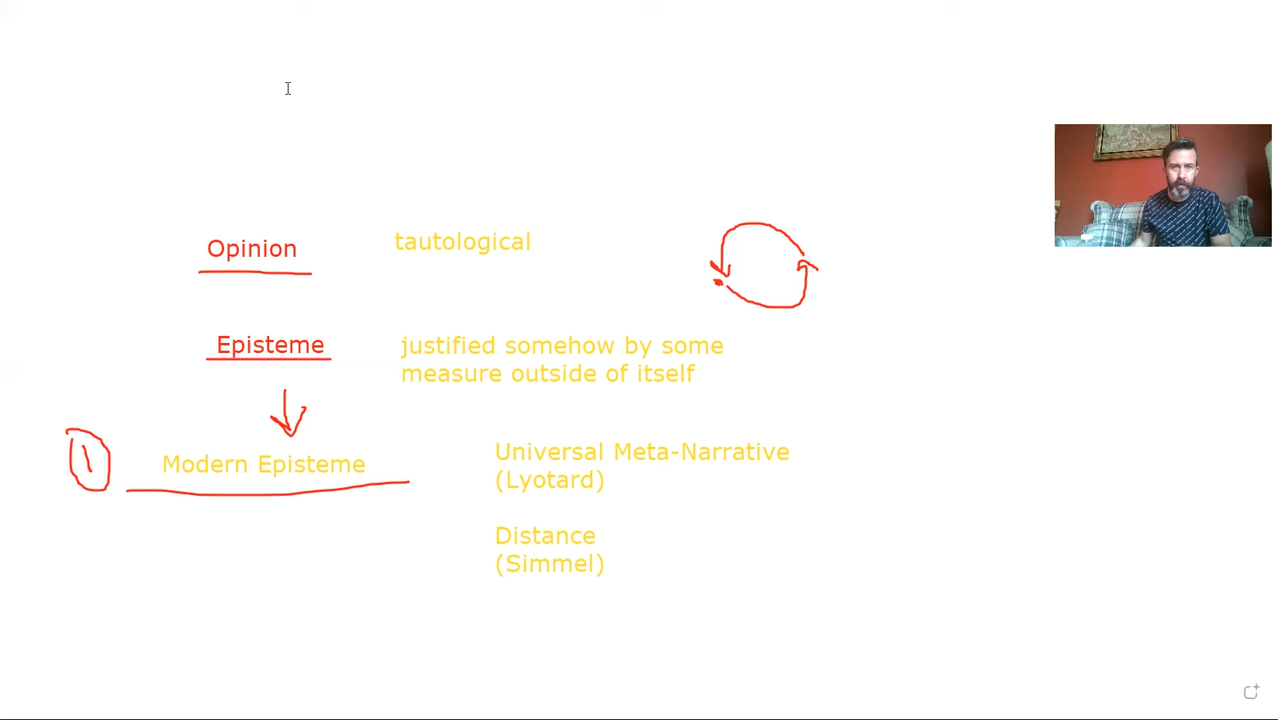 Opinion
tautological
Episteme
justified somehow by some
measure outside of itself
1
Modern Episteme
Universal Meta-Narrative
(Lyotard)
Distance
(Simmel)